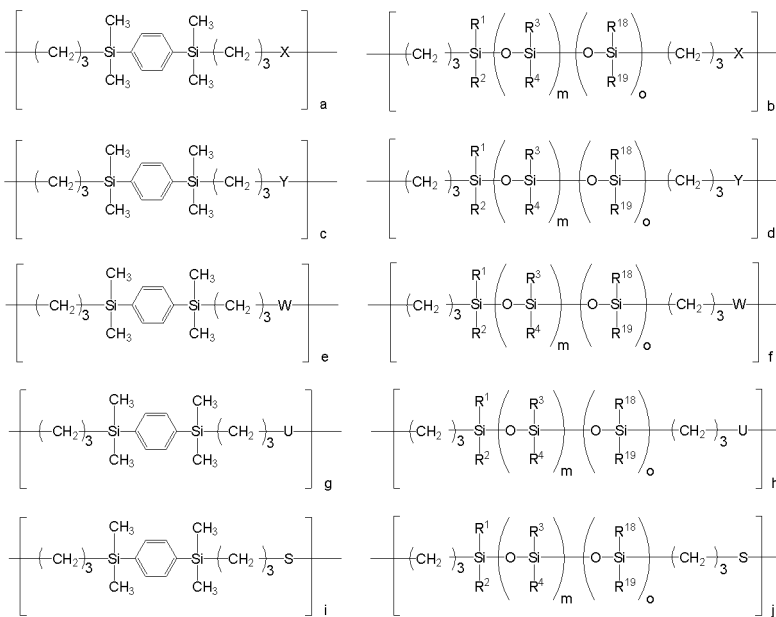 CH₃ CH₃ R¹ R³ R¹⁸
(CH₂)₃ Si Si (CH₂)₃ X (CH₂)₃ Si (O Si) (O Si) (CH₂)₃ X
CH₃ CH₃ R² R⁴ R¹⁹
a m o b
CH₃ CH₃ R¹ R³ R¹⁸
(CH₂)₃ Si Si (CH₂)₃ Y (CH₂)₃ Si (O Si) (O Si) (CH₂)₃ Y
CH₃ CH₃ R² R⁴ R¹⁹
c m o d
CH₃ CH₃ R¹ R³ R¹⁸
(CH₂)₃ Si Si (CH₂)₃ W (CH₂)₃ Si (O Si) (O Si) (CH₂)₃ W
CH₃ CH₃ R² R⁴ R¹⁹
e m o f
CH₃ CH₃ R¹ R³ R¹⁸
(CH₂)₃ Si Si (CH₂)₃ U (CH₂)₃ Si (O Si) (O Si) (CH₂)₃ U
CH₃ CH₃ R² R⁴ R¹⁹
g m o h
CH₃ CH₃ R¹ R³ R¹⁸
(CH₂)₃ Si Si (CH₂)₃ S (CH₂)₃ Si (O Si) (O Si) (CH₂)₃ S
CH₃ CH₃ R² R⁴ R¹⁹
i m o j